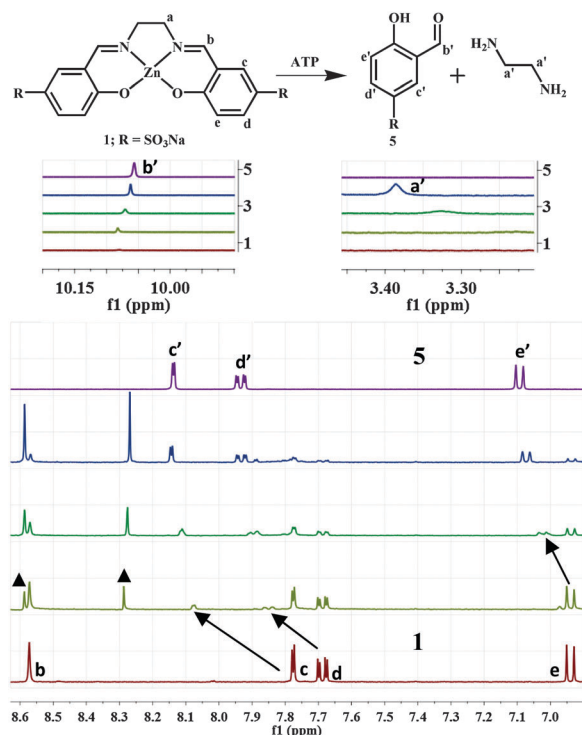 a
b
N
N
Zn
O
O
c
d
e
R
R
1; R = SO₃Na
ATP
OH
O
b'
e'
d'
c'
R
5
+
H₂N
a'
a'
NH₂
b'
5
3
1
10.15 10.00
f1 (ppm)
a'
5
3
1
3.40 3.30
f1 (ppm)
c' d' 5 e'
1
b c d e
8.6 8.5 8.4 8.3 8.2 8.1 8.0 7.9 7.8 7.7 7.6 7.5 7.4 7.3 7.2 7.1 7.0
f1 (ppm)